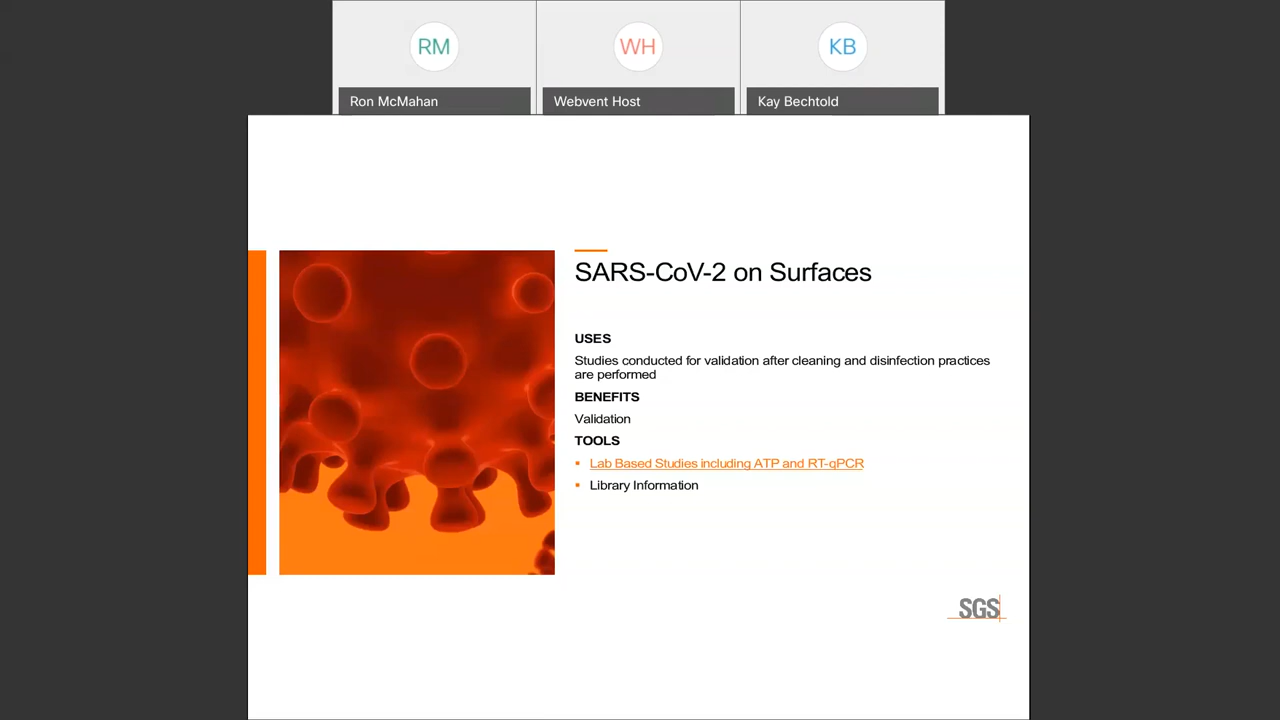 RM
WH
KB
Ron McMahan
Webvent Host
Kay Bechtold
SARS-CoV-2 on Surfaces
USES
Studies conducted for validation after cleaning and disinfection practices
are performed
BENEFITS
Validation
TOOLS
Lab Based Studies including ATP and RT-qPCR
Library Information
SGS